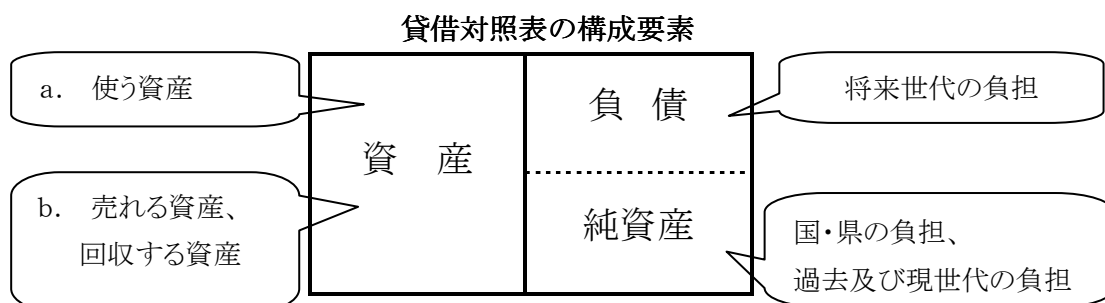 貸借対照表の構成要素
a. 使う資産
b. 売れる資産、
回収する資産
資 産
負 債
純資産
将来世代の負担
国・県の負担、
過去及び現世代の負担